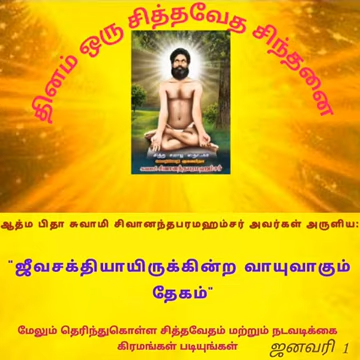 தினம் ஒரு சித்தவேத சிந்தனை
ஆத்ம பிதா சுவாமி சிவானந்தபரமஹம்சர் அவர்கள் அருளிய:
"ஜீவசக்தியாயிருக்கின்ற வாயுவாகும்
தேகம்"
மேலும் தெரிந்துகொள்ள சித்தவேதம் மற்றும் நடவடிக்கை
கிரமங்கள் படியுங்கள்
ஜனவரி 1